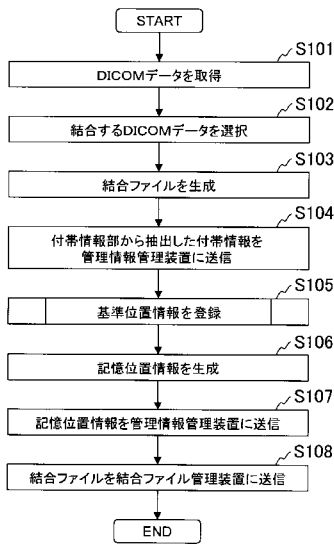 START
S101
DICOMデータを取得
S102
結合するDICOMデータを選択
S103
結合ファイルを生成
S104
付帯情報部から抽出した付帯情報を
管理情報管理装置に送信
S105
基準位置情報を登録
S106
記憶位置情報を生成
S107
記憶位置情報を管理情報管理装置に送信
S108
結合ファイルを結合ファイル管理装置に送信
END